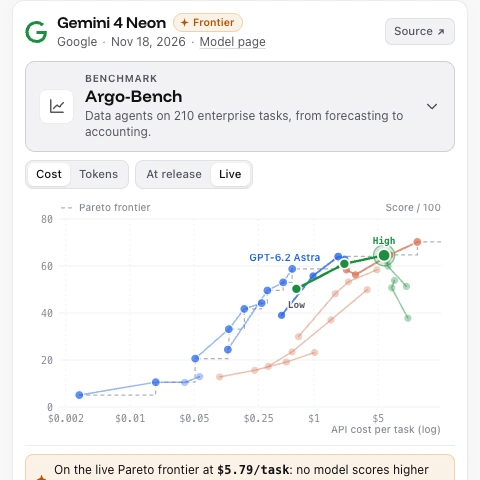 Gemini 4 Neon
✦ Frontier
Google · Nov 18, 2026 · Model page
Source ↗
BENCHMARK
Argo-Bench
Data agents on 210 enterprise tasks, from forecasting to
accounting.
Cost Tokens At release Live
Pareto frontier Score / 100
80
60
40
20
0
High
GPT-6.2 Astra
Low
$0.002 $0.01 $0.05 $0.25 $1 $5
API cost per task (log)
On the live Pareto frontier at $5.79/task: no model scores higher